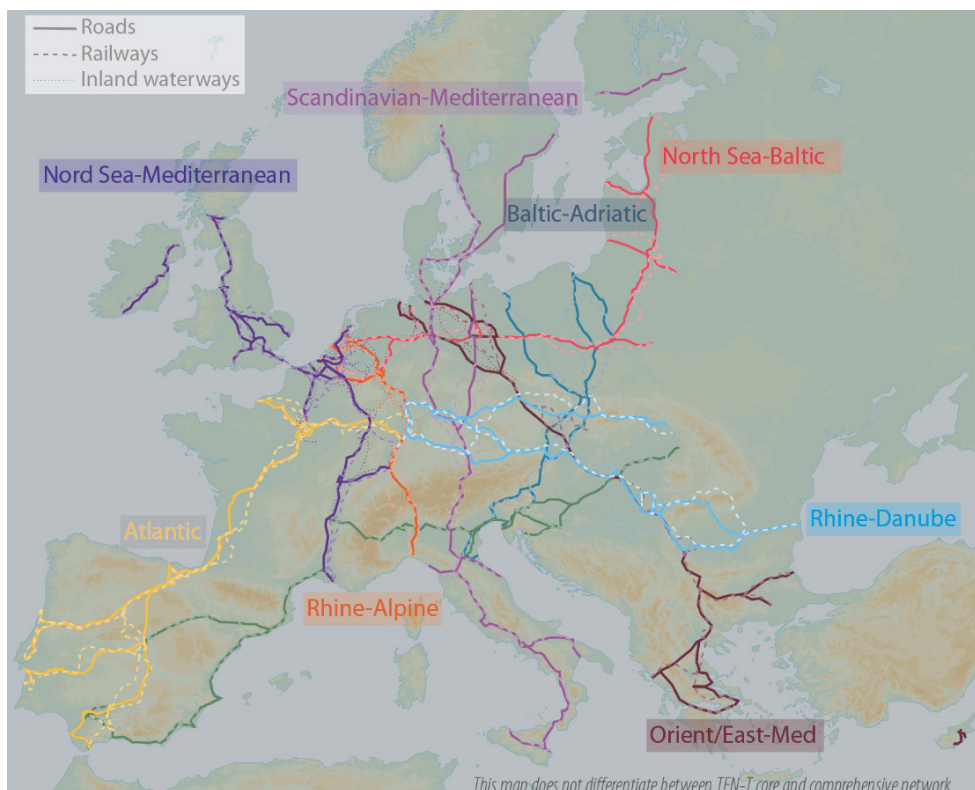 Roads
Railways
Inland waterways
Scandinavian-Mediterranean
North Sea-Baltic
Nord Sea-Mediterranean
Baltic-Adriatic
Atlantic
Rhine-Danube
Rhine-Alpine
Orient/East-Med
This map does not differentiate between TEN-T core and comprehensive network